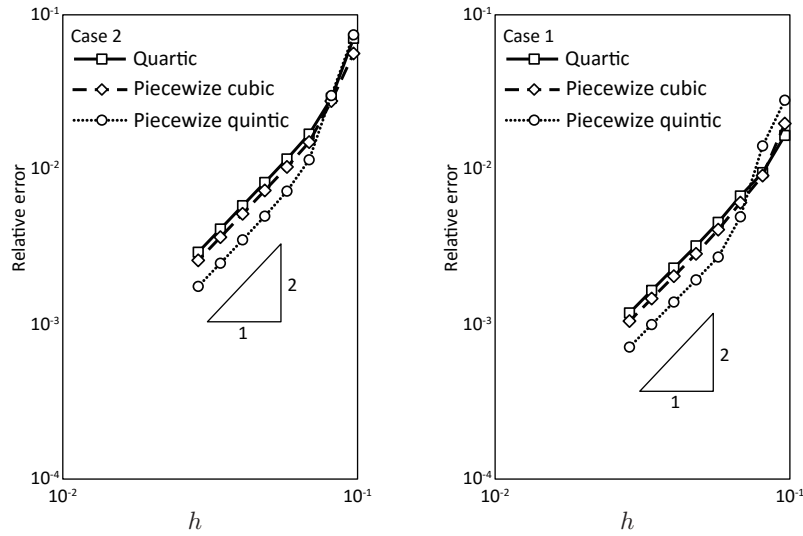 10-1
Case 2
Quartic
Piecewize cubic
Piecewize quintic
10-2
Relative error
2
1
10-3
10-4
10-2
10-1
h
10-1
Case 1
Quartic
Piecewize cubic
Piecewize quintic
10-2
Relative error
10-3
2
1
10-4
10-2
10-1
h